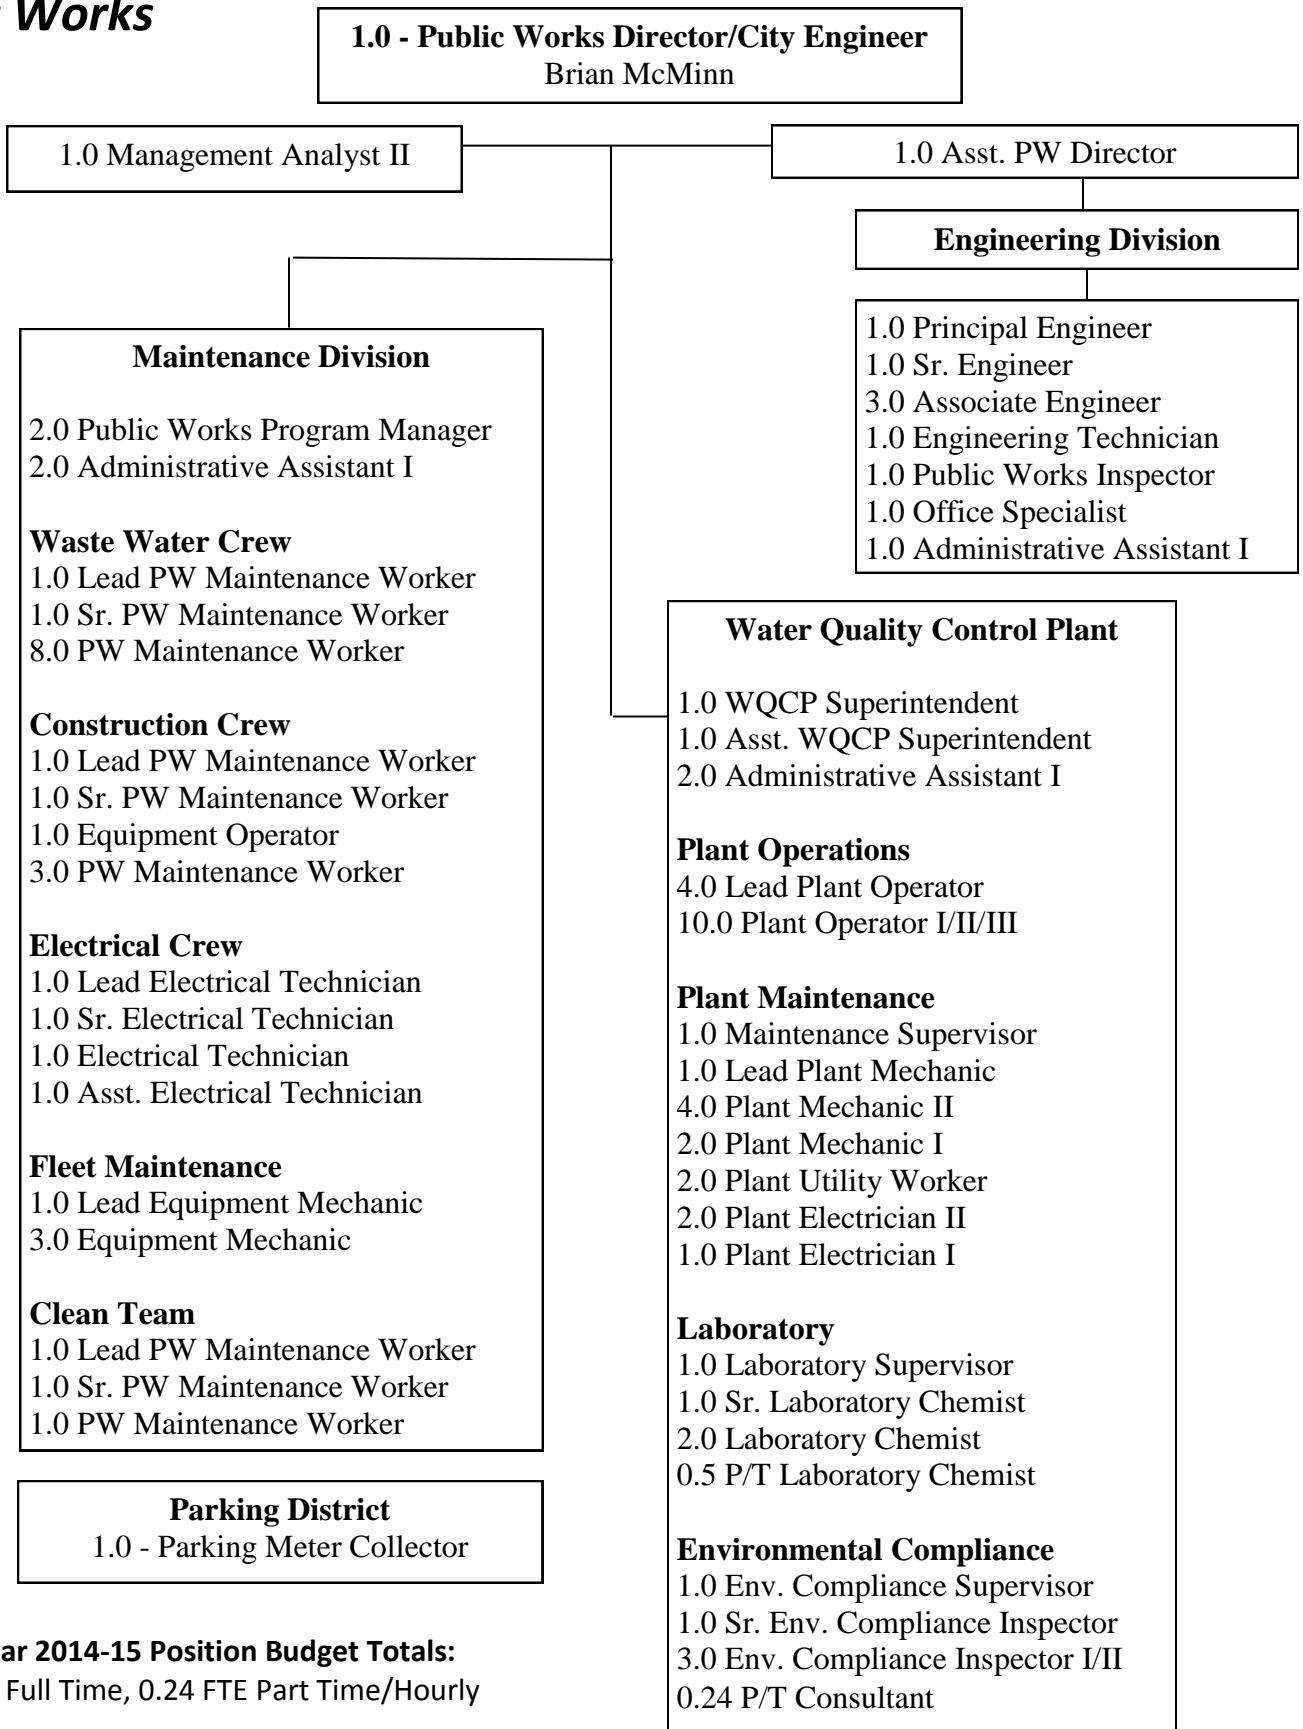 Works
1.0 - Public Works Director/City Engineer
Brian McMinn
1.0 Management Analyst II
1.0 Asst. PW Director
Engineering Division
1.0 Principal Engineer
1.0 Sr. Engineer
3.0 Associate Engineer
1.0 Engineering Technician
1.0 Public Works Inspector
1.0 Office Specialist
1.0 Administrative Assistant I
Maintenance Division
2.0 Public Works Program Manager
2.0 Administrative Assistant I
Waste Water Crew
1.0 Lead PW Maintenance Worker
1.0 Sr. PW Maintenance Worker
8.0 PW Maintenance Worker
Construction Crew
1.0 Lead PW Maintenance Worker
1.0 Sr. PW Maintenance Worker
1.0 Equipment Operator
3.0 PW Maintenance Worker
Electrical Crew
1.0 Lead Electrical Technician
1.0 Sr. Electrical Technician
1.0 Electrical Technician
1.0 Asst. Electrical Technician
Fleet Maintenance
1.0 Lead Equipment Mechanic
3.0 Equipment Mechanic
Clean Team
1.0 Lead PW Maintenance Worker
1.0 Sr. PW Maintenance Worker
1.0 PW Maintenance Worker
Parking District
1.0 - Parking Meter Collector
Water Quality Control Plant
1.0 WQCP Superintendent
1.0 Asst. WQCP Superintendent
2.0 Administrative Assistant I
Plant Operations
4.0 Lead Plant Operator
10.0 Plant Operator I/II/III
Plant Maintenance
1.0 Maintenance Supervisor
1.0 Lead Plant Mechanic
4.0 Plant Mechanic II
2.0 Plant Mechanic I
2.0 Plant Utility Worker
2.0 Plant Electrician II
1.0 Plant Electrician I
Laboratory
1.0 Laboratory Supervisor
1.0 Sr. Laboratory Chemist
2.0 Laboratory Chemist
0.5 P/T Laboratory Chemist
Environmental Compliance
1.0 Env. Compliance Supervisor
1.0 Sr. Env. Compliance Inspector
3.0 Env. Compliance Inspector I/II
0.24 P/T Consultant
ar 2014-15 Position Budget Totals:
Full Time, 0.24 FTE Part Time/Hourly